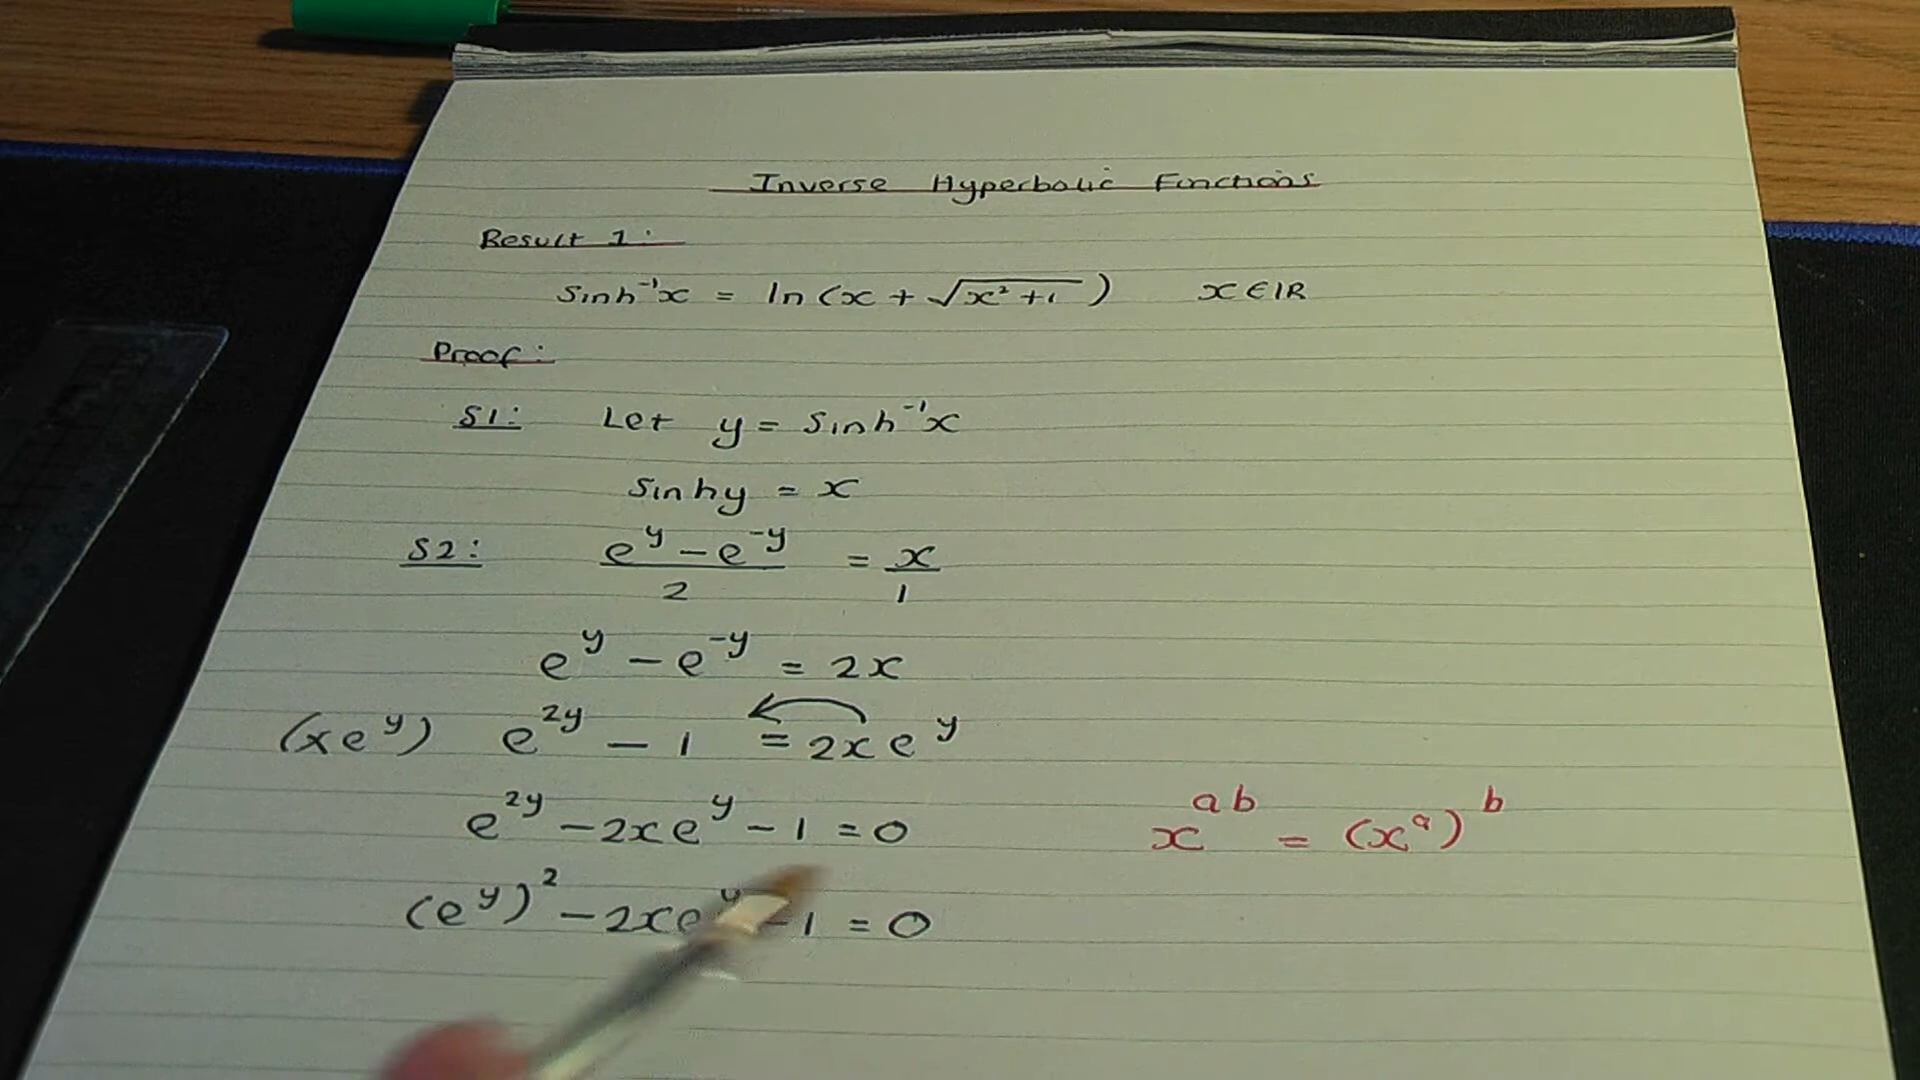 Inverse Hyperbolic Functions
Result 1:
sinh⁻¹x = ln(x + √(x² + 1)) x ∈ ℝ
Proof:
S1: Let y = sinh⁻¹x
sinhy = x
S2: (e^y − e^−y)/2 = x/1
e^y − e^−y = 2x
(×e^y) e^2y − 1 = 2xe^y
e^2y − 2xe^y − 1 = 0 x^ab = (x^a)^b
(e^y)² − 2xe^y − 1 = 0